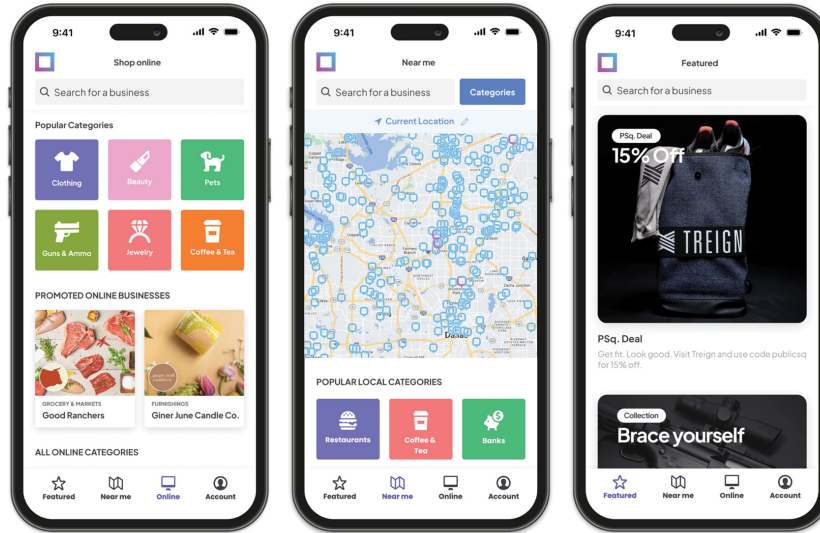 9:41
Shop online
Search for a business
Popular Categories
Clothing
Beauty
Pets
Guns & Ammo
Jewelry
Coffee & Tea
PROMOTED ONLINE BUSINESSES
GROCERY & MARKETS
Good Ranchers
FURNISHINGS
Giner June Candle Co.
ALL ONLINE CATEGORIES
Featured
Near me
Online
Account
9:41
Near me
Search for a business
Categories
Current Location
Dallas
POPULAR LOCAL CATEGORIES
Restaurants
Coffee &
Tea
Banks
Featured
Near me
Online
Account
9:41
Featured
Search for a business
PSq. Deal
15% Off
TREIGN
PSq. Deal
Get fit. Look good. Visit Treign and use code publicsq
for 15% off.
Collection
Brace yourself
Featured
Near me
Online
Account